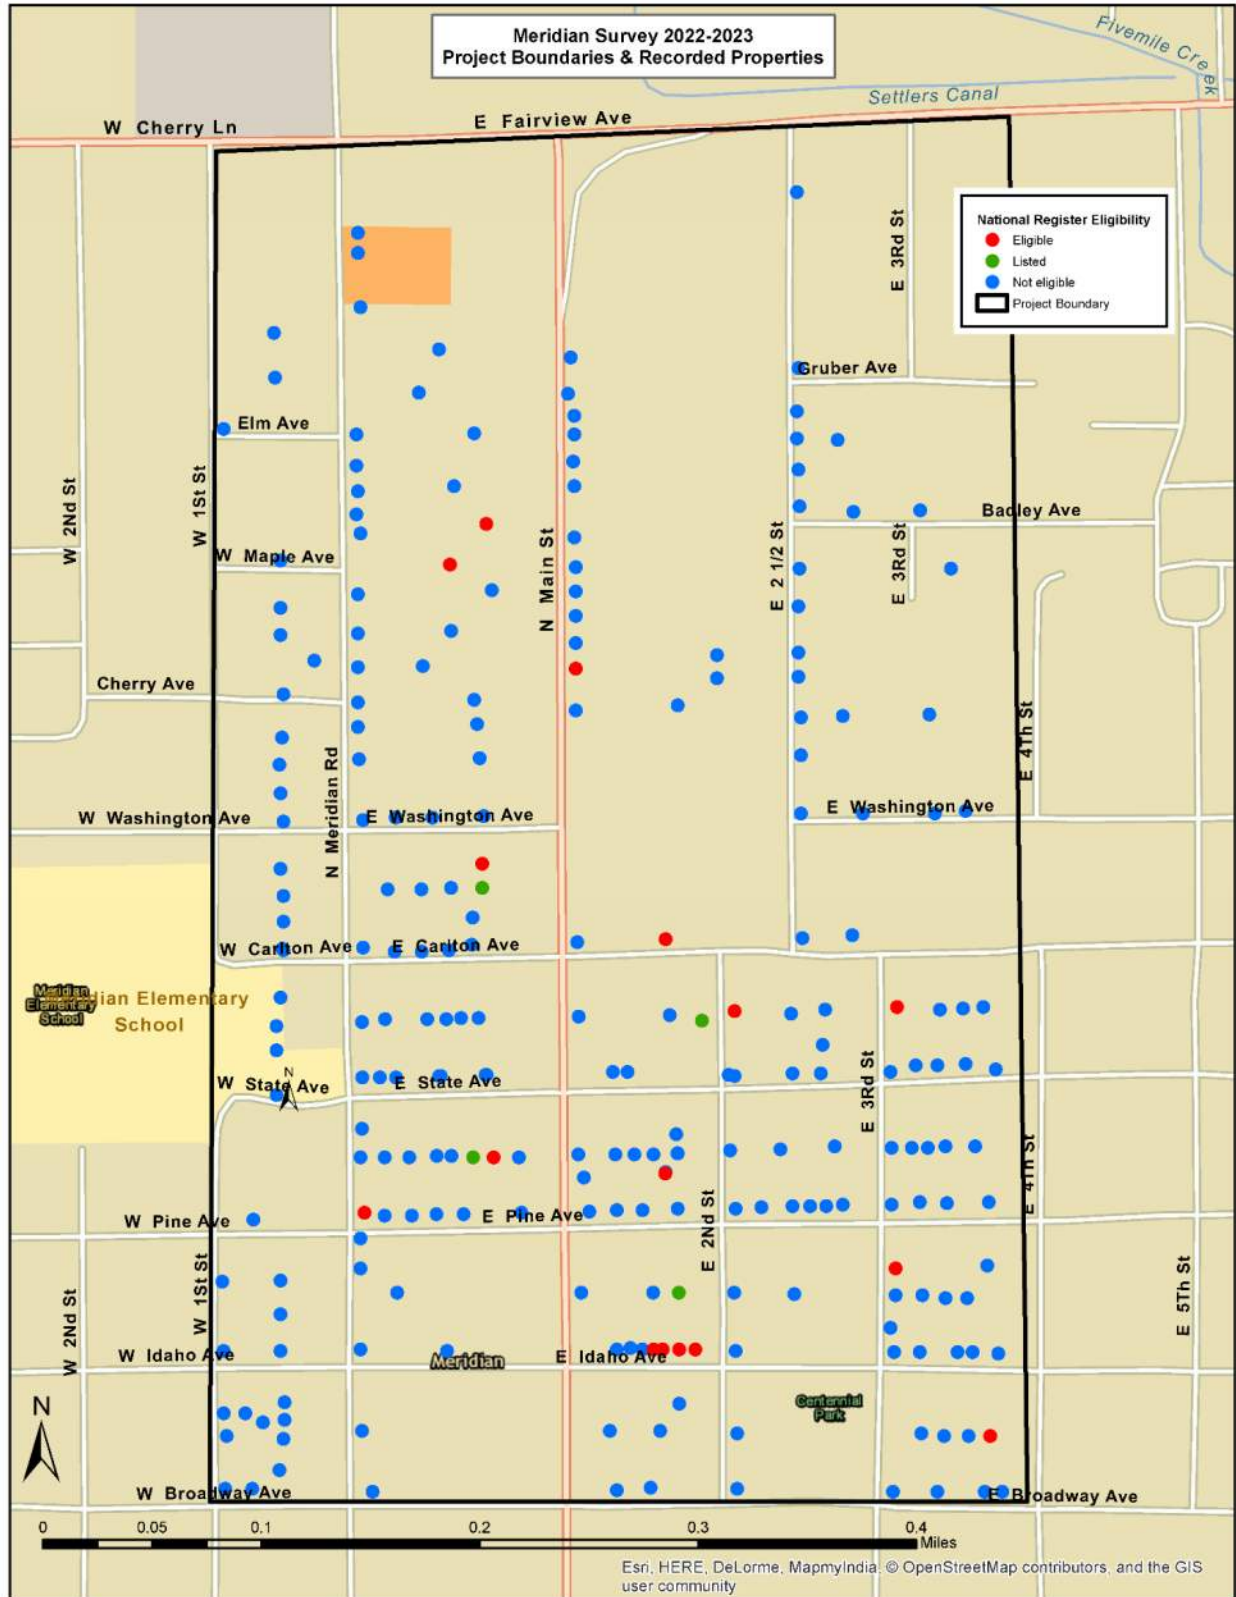 Meridian Survey 2022-2023
Project Boundaries & Recorded Properties
Fivemile Creek
Settlers Canal
W Cherry Ln
E Fairview Ave
National Register Eligibility
Eligible
Listed
Not eligible
Project Boundary
E 3Rd St
Gruber Ave
Elm Ave
W 2Nd St
W 1St St
N Main St
E 2 1/2 St
Badley Ave
E 3Rd St
W Maple Ave
Cherry Ave
E 4Th St
N Meridian Rd
W Washington Ave
E Washington Ave
E Washington Ave
W Carlton Ave
E Carlton Ave
Meridian
Elementary
School
Meridian Elementary
School
N
W State Ave
E State Ave
E 3Rd St
E 4Th St
W Pine Ave
E Pine Ave
E 2Nd St
W 1St St
W 2Nd St
E 5Th St
W Idaho Ave
Meridian
E Idaho Ave
Centennial
Park
N
W Broadway Ave
E Broadway Ave
0 0.05 0.1 0.2 0.3 0.4
Miles
Esri, HERE, DeLorme, MapmyIndia, © OpenStreetMap contributors, and the GIS
user community